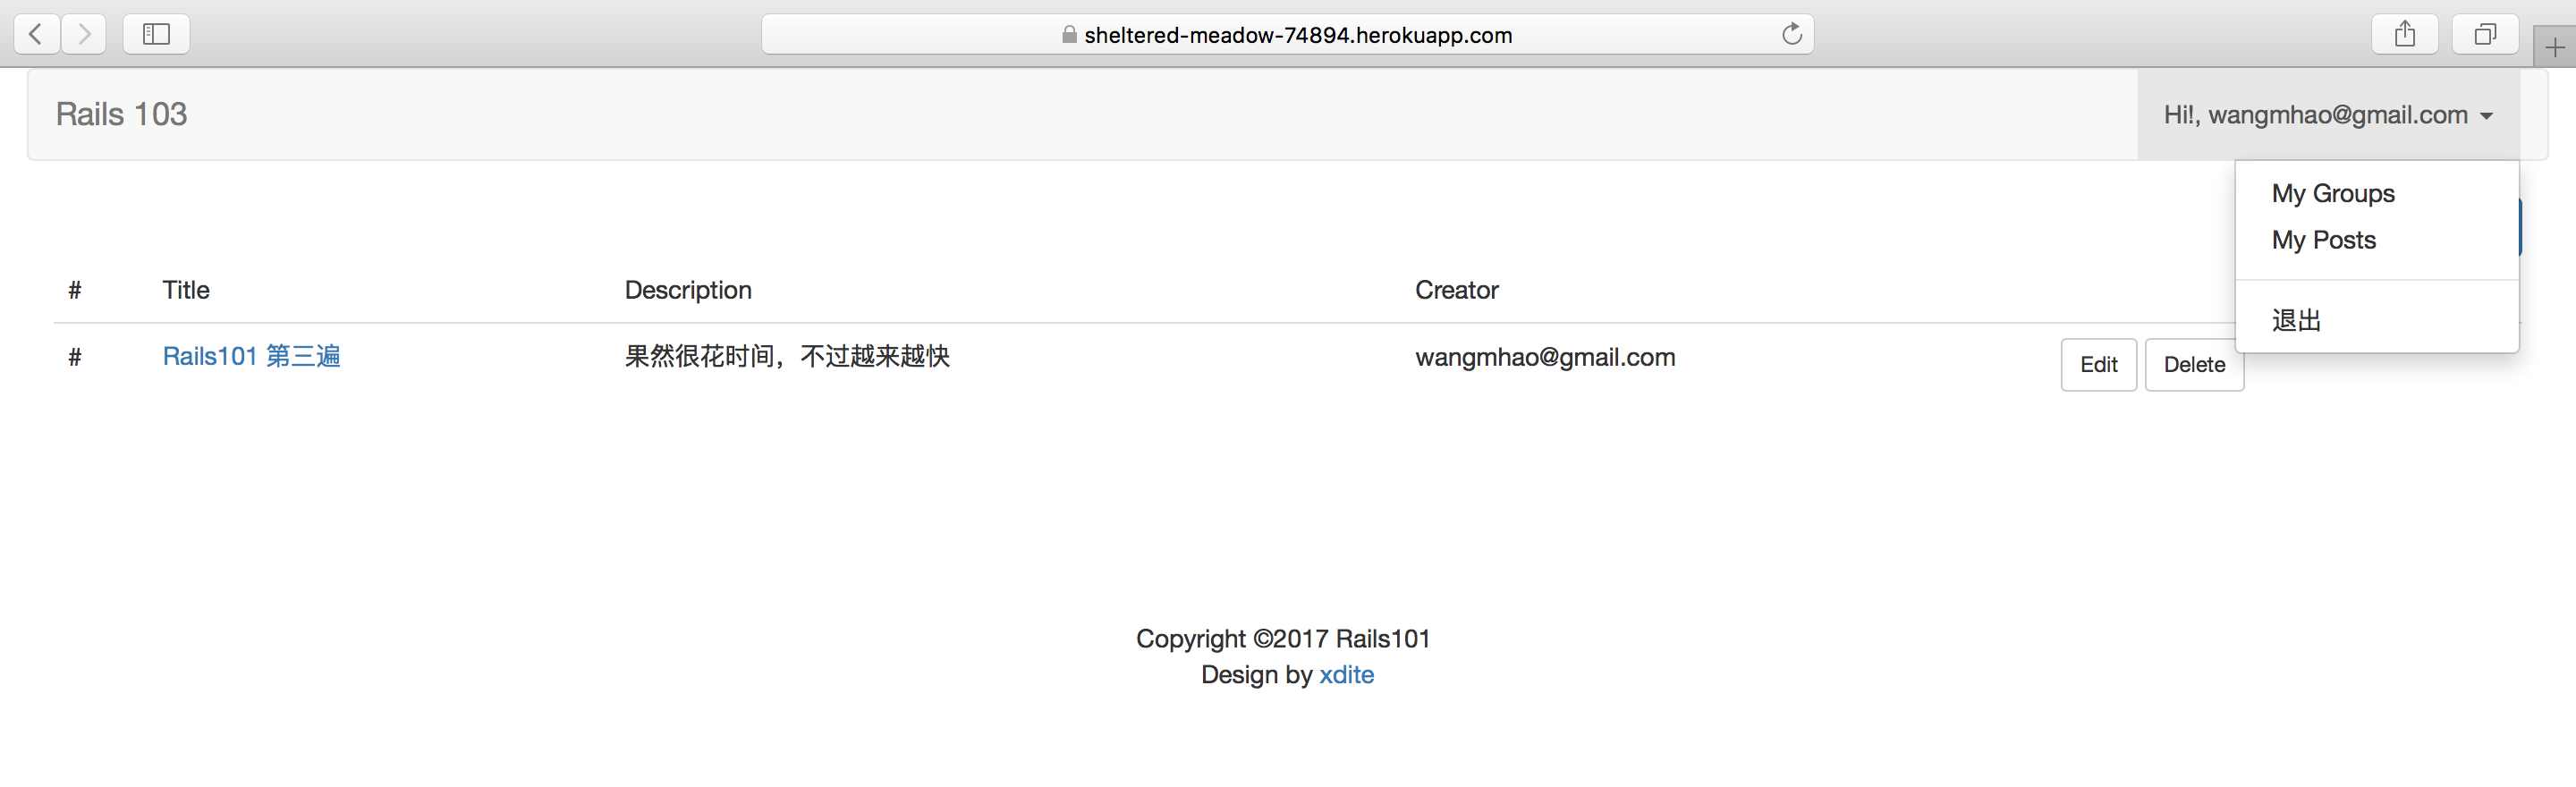 sheltered-meadow-74894.herokuapp.com
Rails 103
Hi!, wangmhao@gmail.com
My Groups
My Posts
退出
# Title Description Creator
# Rails101 第三遍 果然很花时间，不过越来越快 wangmhao@gmail.com Edit Delete
Copyright ©2017 Rails101
Design by xdite